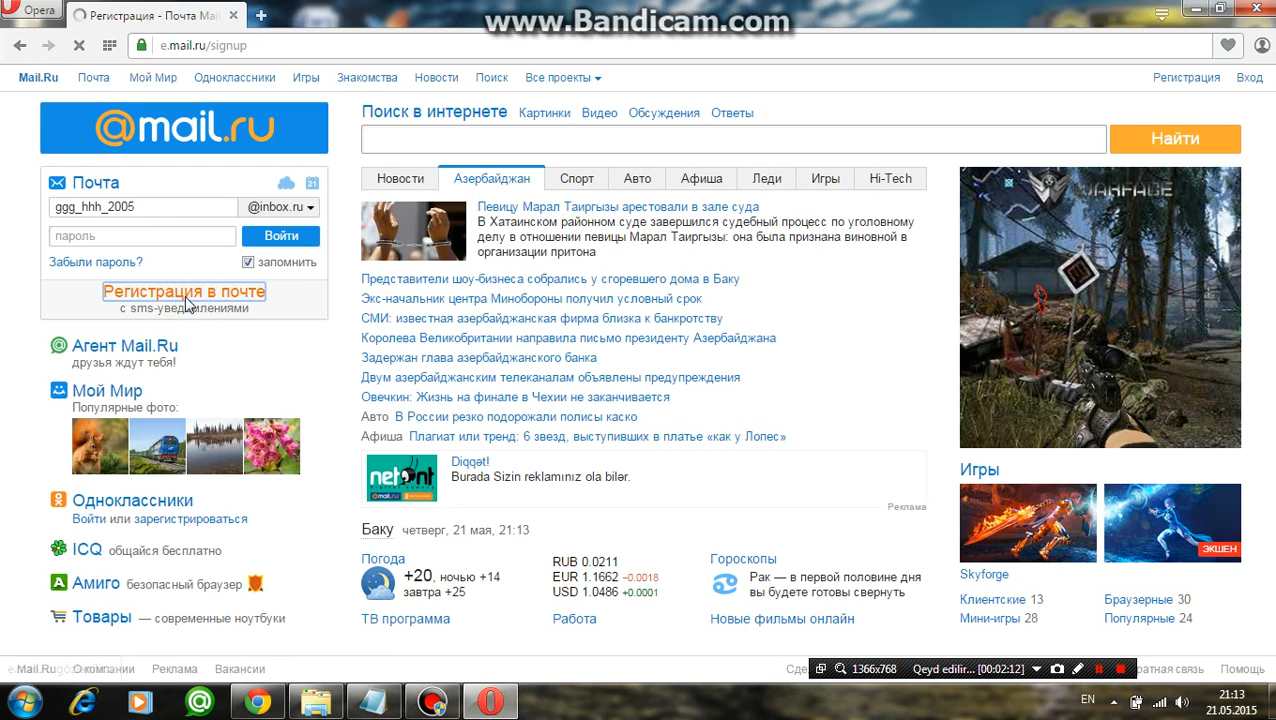 Opera
Регистрация - Почта Mail
www.Bandicam.com
e.mail.ru/signup
Mail.Ru Почта Мой Мир Одноклассники Игры Знакомства Новости Поиск Все проекты Регистрация Вход
@mail.ru
Поиск в интернете Картинки Видео Обсуждения Ответы
Найти
Почта
21
ggg_hhh_2005 @inbox.ru
пароль Войти
Забыли пароль? запомнить
Регистрация в почте
с sms-уведомлениями
Агент Mail.Ru
друзья ждут тебя!
Мой Мир
Популярные фото:
Одноклассники
Войти или зарегистрироваться
ICQ общайся бесплатно
Амиго безопасный браузер
Товары — современные ноутбуки
Новости Азербайджан Спорт Авто Афиша Леди Игры Hi-Tech
Певицу Марал Таиргызы арестовали в зале суда
В Хатаинском районном суде завершился судебный процесс по уголовному
делу в отношении певицы Марал Таиргызы: она была признана виновной в
организации притона
Представители шоу-бизнеса собрались у сгоревшего дома в Баку
Экс-начальник центра Минобороны получил условный срок
СМИ: известная азербайджанская фирма близка к банкротству
Королева Великобритании направила письмо президенту Азербайджана
Задержан глава азербайджанского банка
Двум азербайджанским телеканалам объявлены предупреждения
Овечкин: Жизнь на финале в Чехии не заканчивается
Авто В России резко подорожали полисы каско
Афиша Плагиат или тренд: 6 звезд, выступивших в платье «как у Лопес»
netont
Diqqət!
Burada Sizin reklamınız ola bilər.
Реклама
Баку четверг, 21 мая, 21:13
Погода
+20, ночью +14
завтра +25
RUB 0.0211
EUR 1.1662 −0.0018
USD 1.0486 +0.0001
Гороскопы
Рак — в первой половине дня
вы будете готовы свернуть
ТВ программа Работа Новые фильмы онлайн
WARFACE
Игры
ЭКШЕН
Skyforge
Клиентские 13 Браузерные 30
Мини-игры 28 Популярные 24
Mail.Ru О компании Реклама Вакансии
1366x768 Qeyd edilir... [00:02:12]
Помощь
EN
21:13
21.05.2015